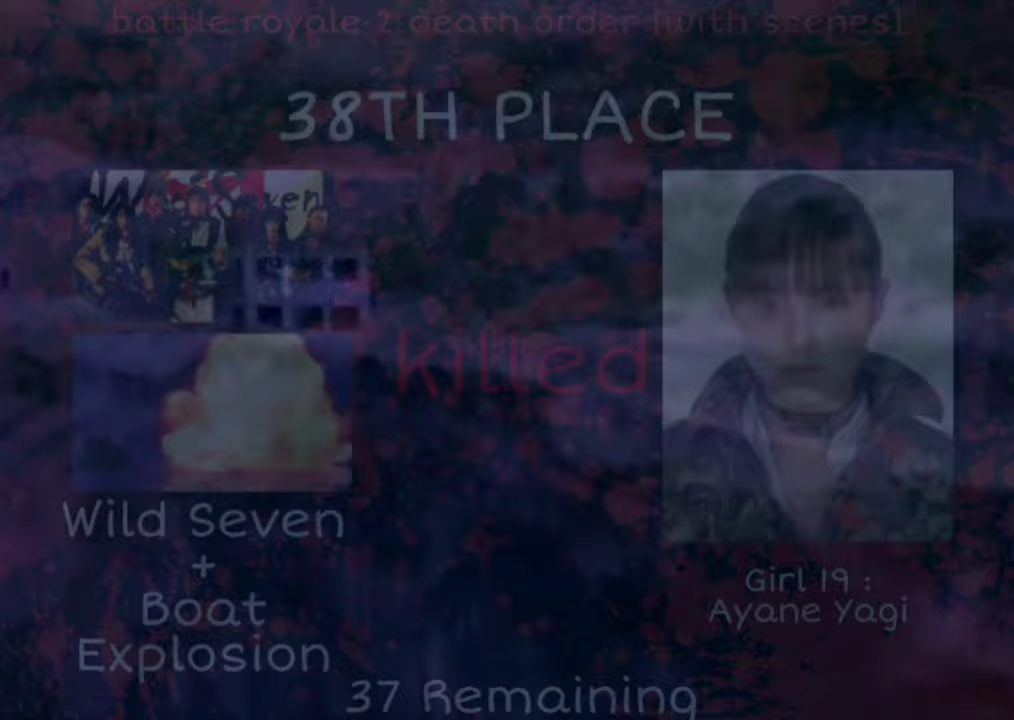 battle royale 2 death order [with scenes]
38TH PLACE
killed
Wild Seven
+
Boat
Explosion
Girl 19 :
Ayane Yagi
37 Remaining